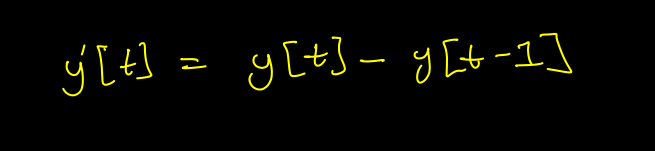 y'[t] = y[t] - y[t-1]